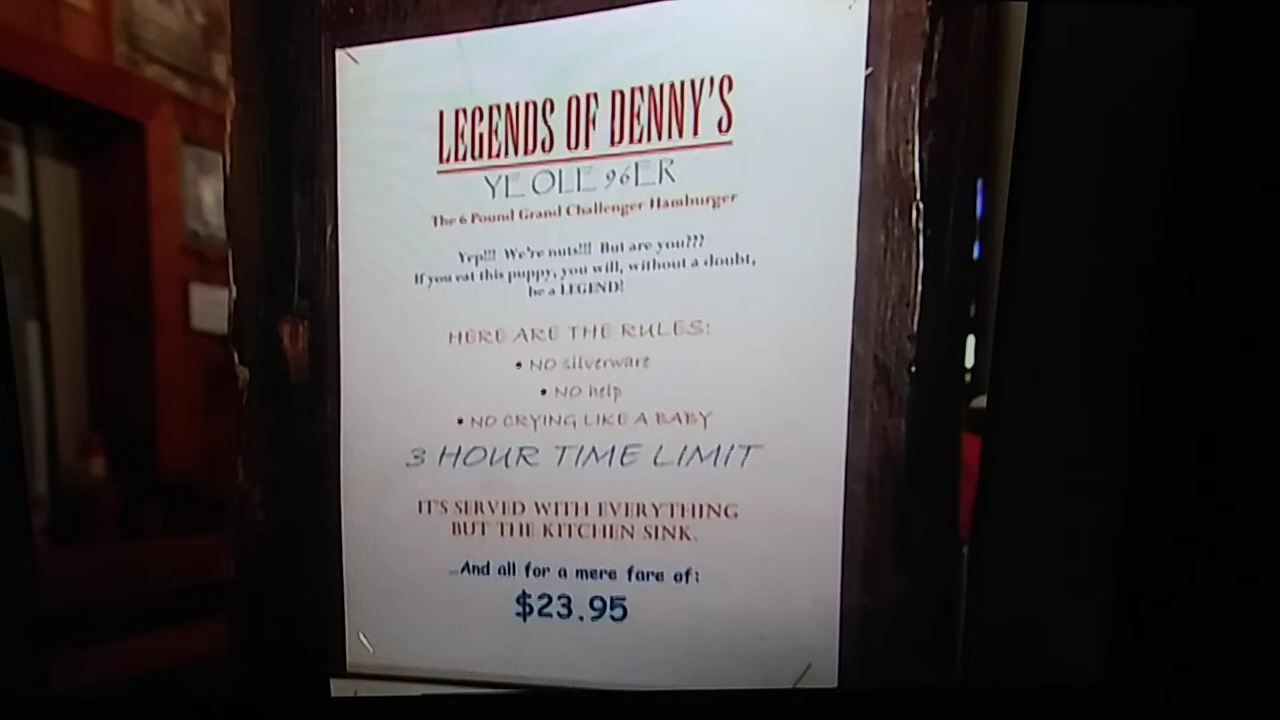 LEGENDS OF DENNY'S
YE OLE 96ER
The 6 Pound Grand Challenger Hamburger
Yep!!! We're nuts!!! But are you???
If you eat this puppy, you will, without a doubt,
be a LEGEND!
HERE ARE THE RULES:
• NO silverware
• NO help
• NO CRYING LIKE A BABY
3 HOUR TIME LIMIT
IT'S SERVED WITH EVERYTHING
BUT THE KITCHEN SINK.
...And all for a mere fare of:
$23.95